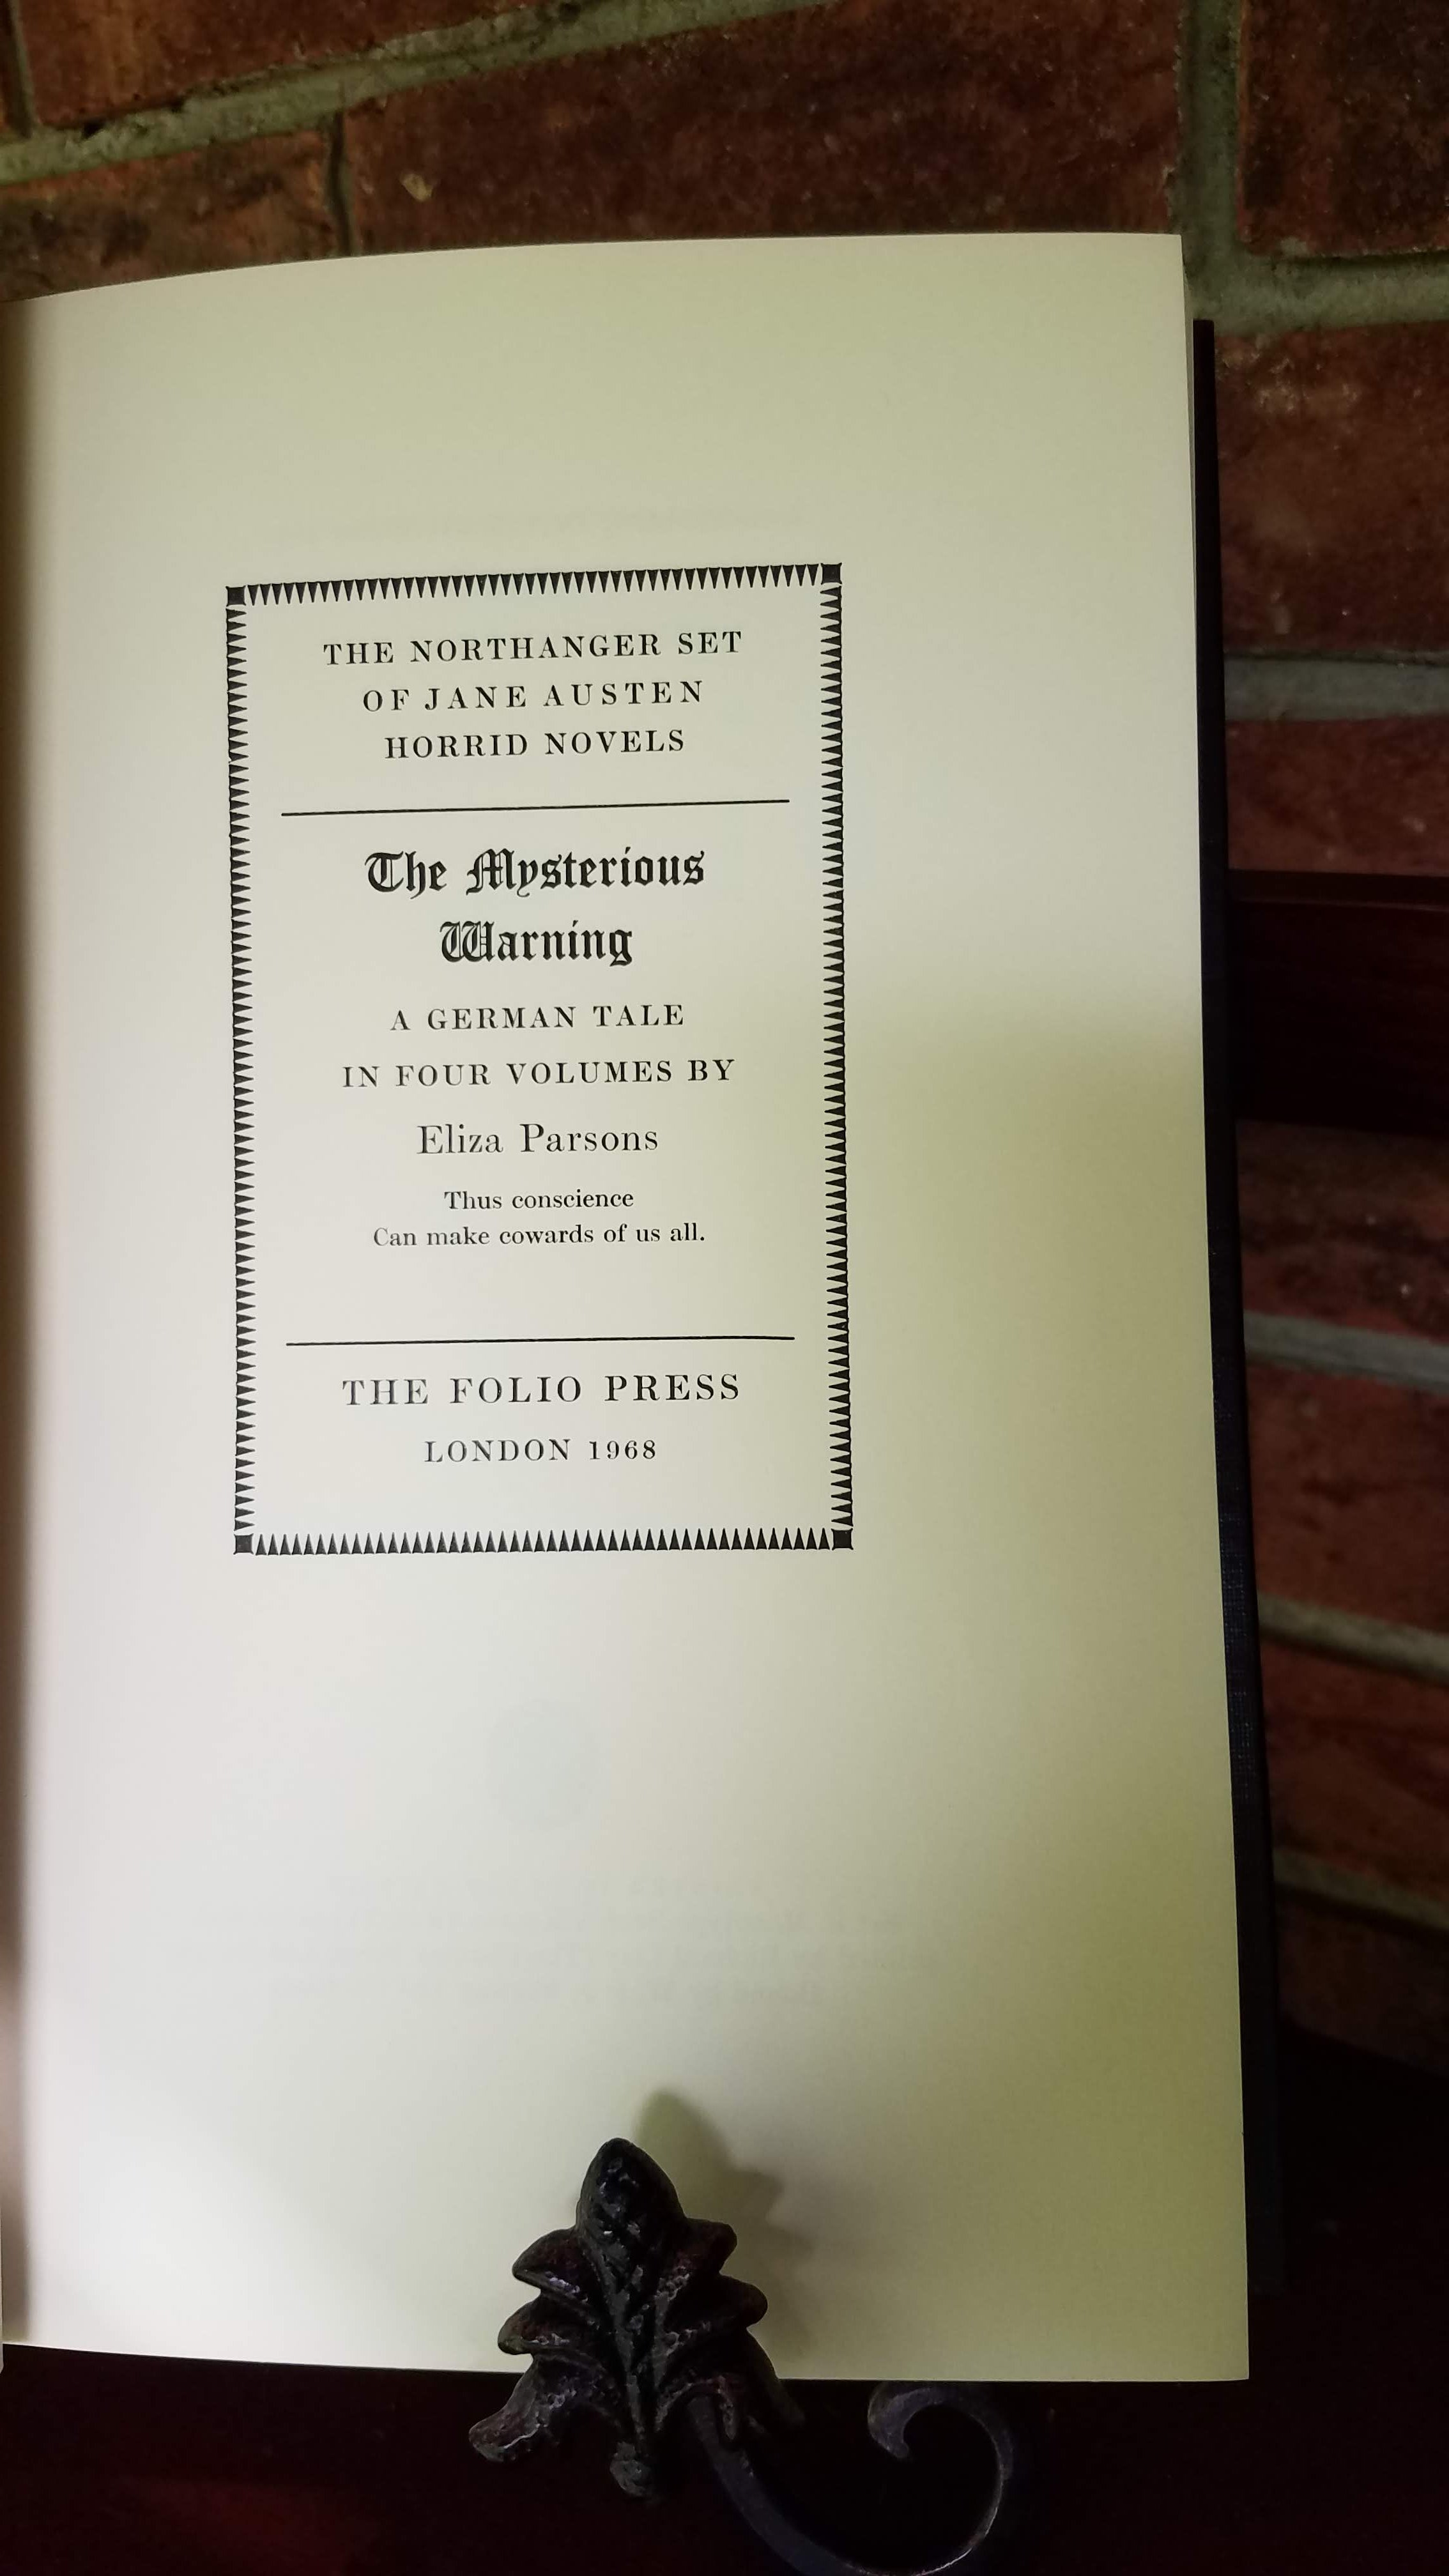 THE NORTHANGER SET
OF JANE AUSTEN
HORRID NOVELS
The Mysterious
Warning
A GERMAN TALE
IN FOUR VOLUMES BY
Eliza Parsons
Thus conscience
Can make cowards of us all.
THE FOLIO PRESS
LONDON 1968